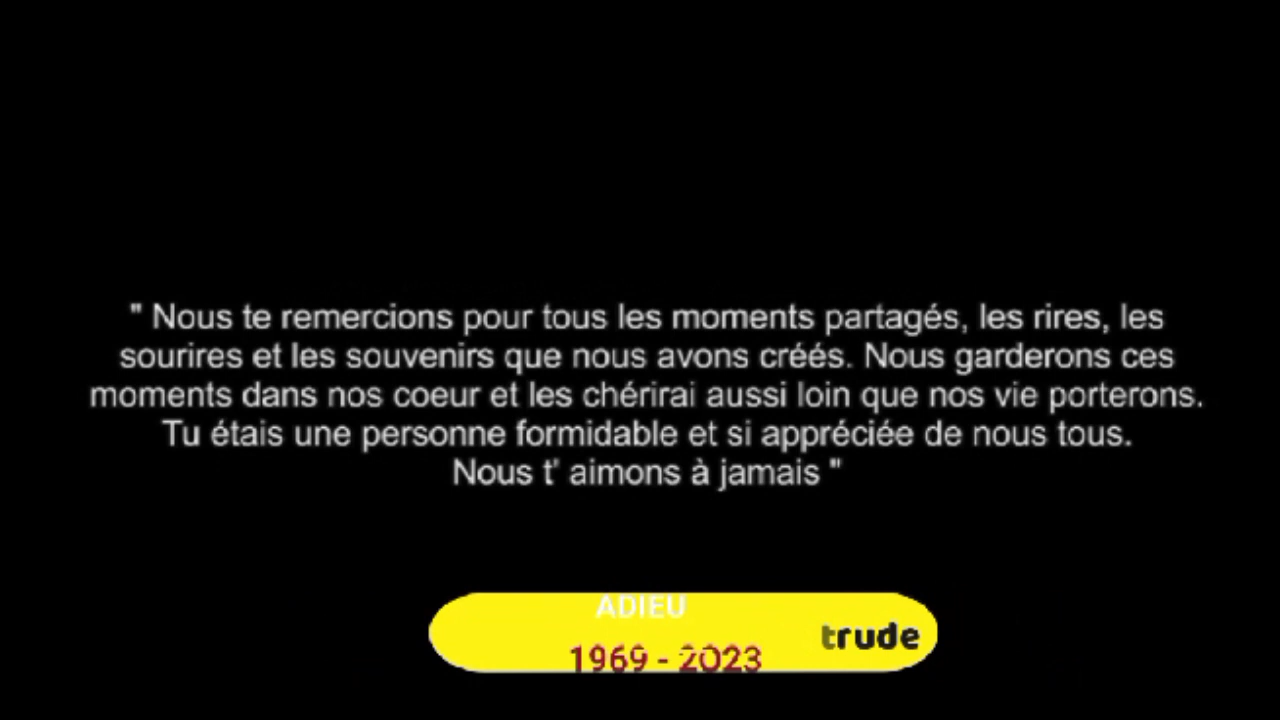 " Nous te remercions pour tous les moments partagés, les rires, les
sourires et les souvenirs que nous avons créés. Nous garderons ces
moments dans nos coeur et les chérirai aussi loin que nos vie porterons.
Tu étais une personne formidable et si appréciée de nous tous.
Nous t' aimons à jamais "
ADIEU
trude
1969 - 2023